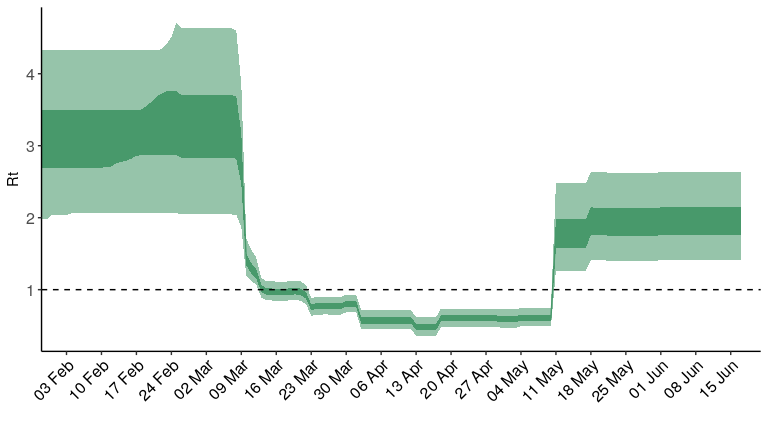 4
3
2
1
Rt
03 Feb
10 Feb
17 Feb
24 Feb
02 Mar
09 Mar
16 Mar
23 Mar
30 Mar
06 Apr
13 Apr
20 Apr
27 Apr
04 May
11 May
18 May
25 May
01 Jun
08 Jun
15 Jun